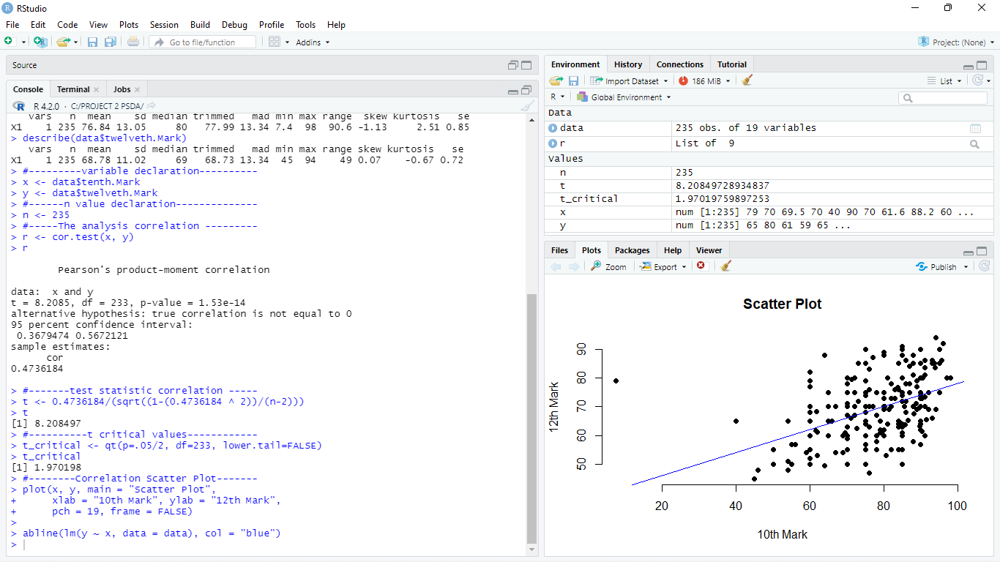 RStudio
File Edit Code View Plots Session Build Debug Profile Tools Help
Go to file/function
Addins
Project: (None)
Source
Console Terminal Jobs
R 4.2.0 · C:/PROJECT 2 PSDA/
vars n mean sd median trimmed mad min max range skew kurtosis se
X1 1 235 76.84 13.05 80 77.99 13.34 7.4 98 90.6 -1.13 2.51 0.85
> describe(data$twelveth.Mark)
vars n mean sd median trimmed mad min max range skew kurtosis se
X1 1 235 68.78 11.02 69 68.73 13.34 45 94 49 0.07 -0.67 0.72
> #---------variable declaration----------
> x <- data$tenth.Mark
> y <- data$twelveth.Mark
> #------n value declaration--------------
> n <- 235
> #-----The analysis correlation ---------
> r <- cor.test(x, y)
> r
Pearson's product-moment correlation
data: x and y
t = 8.2085, df = 233, p-value = 1.53e-14
alternative hypothesis: true correlation is not equal to 0
95 percent confidence interval:
0.3679474 0.5672121
sample estimates:
cor
0.4736184
> #-------test statistic correlation -----
> t <- 0.4736184/(sqrt((1-(0.4736184 ^ 2))/(n-2)))
> t
[1] 8.208497
> #----------t critical values------------
> t_critical <- qt(p=.05/2, df=233, lower.tail=FALSE)
> t_critical
[1] 1.970198
> #--------Correlation Scatter Plot-------
> plot(x, y, main = "Scatter Plot",
+ xlab = "10th Mark", ylab = "12th Mark",
+ pch = 19, frame = FALSE)
>
> abline(lm(y ~ x, data = data), col = "blue")
>
Environment History Connections Tutorial
Import Dataset 186 MiB List
R Global Environment
Data
data 235 obs. of 19 variables
r List of 9
Values
n 235
t 8.20849728934837
t_critical 1.97019759897253
x num [1:235] 79 70 69.5 70 40 90 70 61.6 88.2 60 ...
y num [1:235] 65 80 61 59 65 ...
Files Plots Packages Help Viewer
Zoom Export Publish
Scatter Plot
12th Mark
90
80
70
60
50
20 40 60 80 100
10th Mark